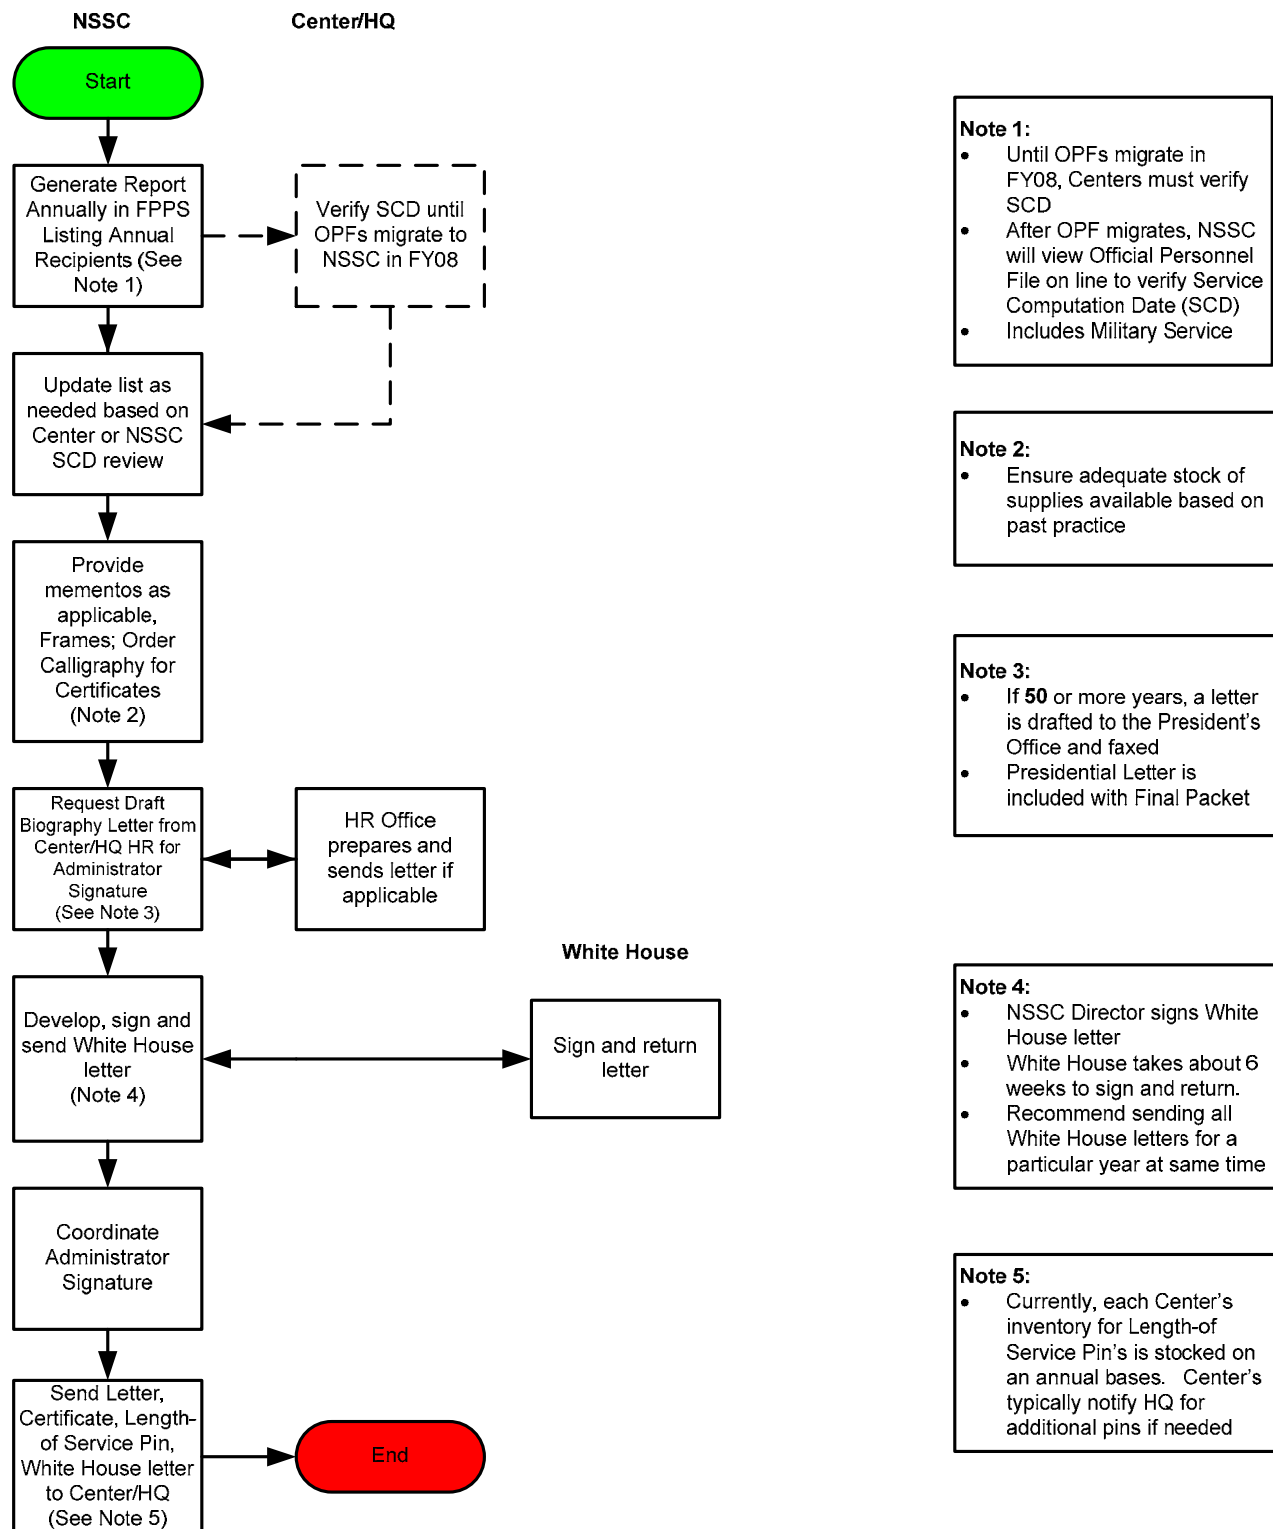 NSSC
Center/HQ
Start
Generate Report
Annually in FPPS
Listing Annual
Recipients (See
Note 1)
Verify SCD until
OPFs migrate to
NSSC in FY08
Update list as
needed based on
Center or NSSC
SCD review
Provide
mementos as
applicable,
Frames; Order
Calligraphy for
Certificates
(Note 2)
Request Draft
Biography Letter from
Center/HQ HR for
Administrator
Signature
(See Note 3)
HR Office
prepares and
sends letter if
applicable
White House
Develop, sign and
send White House
letter
(Note 4)
Sign and return
letter
Coordinate
Administrator
Signature
Send Letter,
Certificate, Length-
of Service Pin,
White House letter
to Center/HQ
(See Note 5)
End
Note 1:
• Until OPFs migrate in
FY08, Centers must verify
SCD
• After OPF migrates, NSSC
will view Official Personnel
File on line to verify Service
Computation Date (SCD)
• Includes Military Service
Note 2:
• Ensure adequate stock of
supplies available based on
past practice
Note 3:
• If 50 or more years, a letter
is drafted to the President's
Office and faxed
• Presidential Letter is
included with Final Packet
Note 4:
• NSSC Director signs White
House letter
• White House takes about 6
weeks to sign and return.
• Recommend sending all
White House letters for a
particular year at same time
Note 5:
• Currently, each Center's
inventory for Length-of
Service Pin's is stocked on
an annual bases. Center's
typically notify HQ for
additional pins if needed